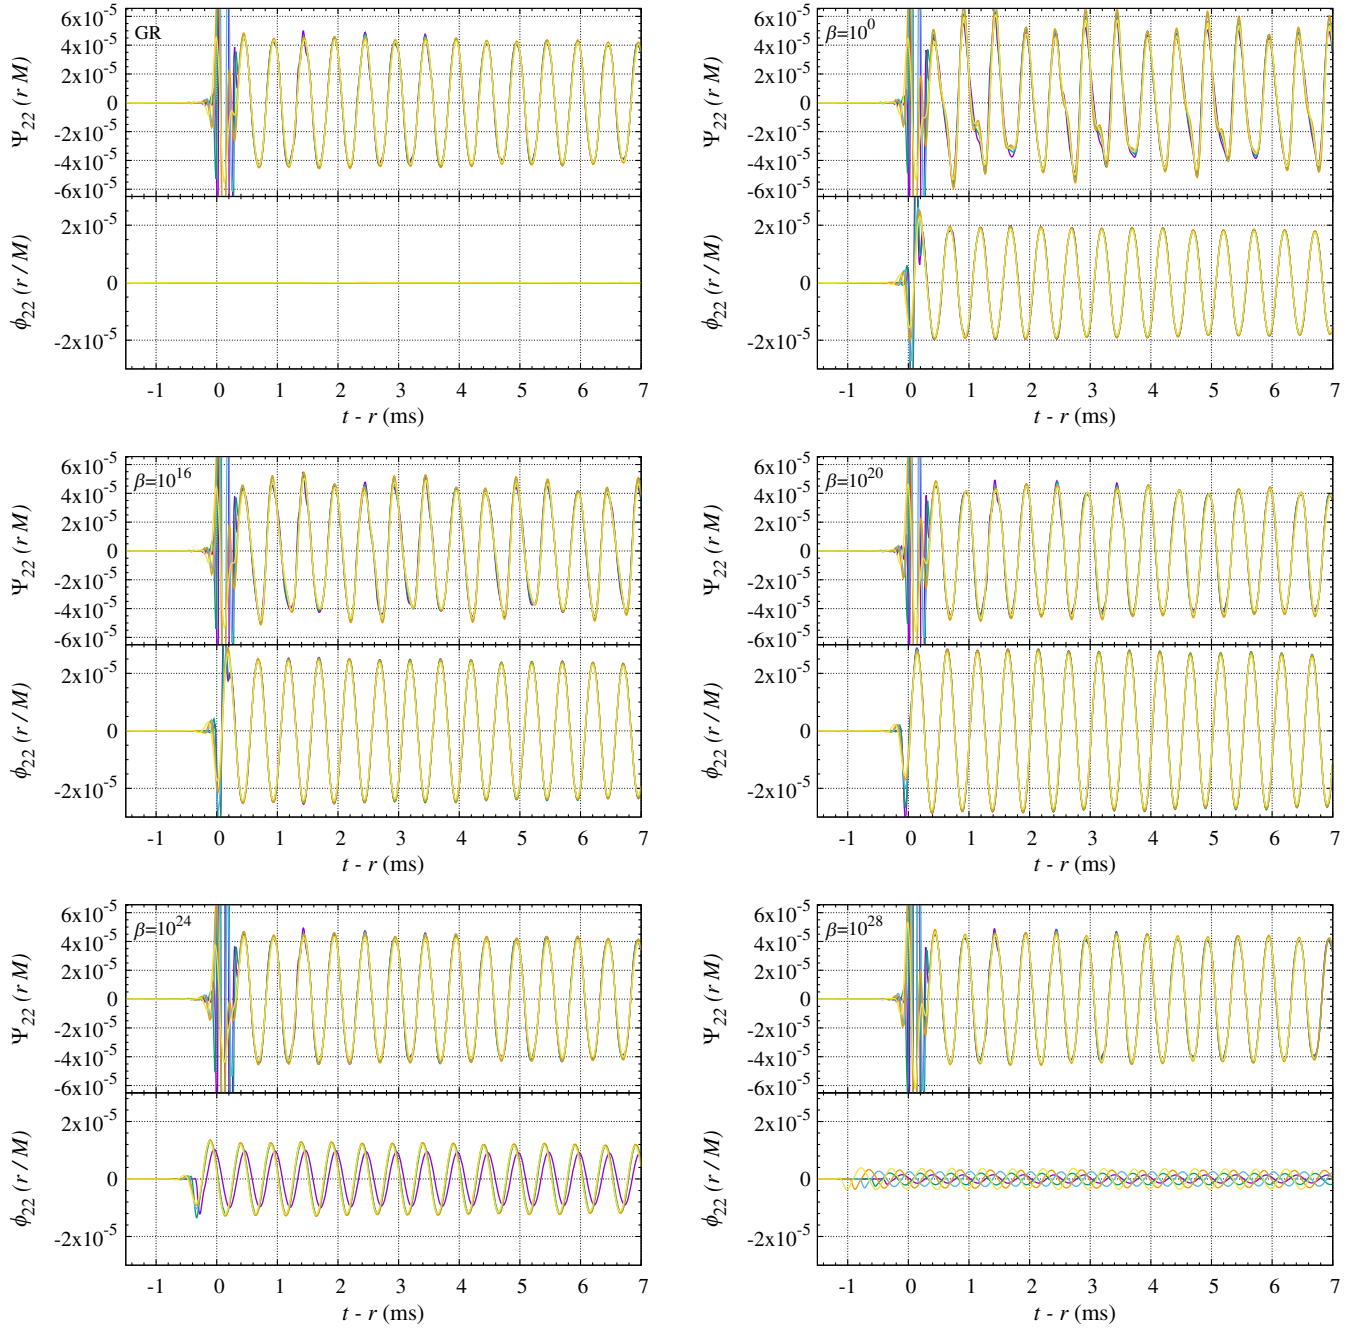 GR
Ψ22 (r M)
6x10^-5
4x10^-5
2x10^-5
0
-2x10^-5
-4x10^-5
-6x10^-5
ϕ22 (r / M)
2x10^-5
0
-2x10^-5
-1 0 1 2 3 4 5 6 7
t - r (ms)
β=10^0
Ψ22 (r M)
6x10^-5
4x10^-5
2x10^-5
0
-2x10^-5
-4x10^-5
-6x10^-5
ϕ22 (r / M)
2x10^-5
0
-2x10^-5
-1 0 1 2 3 4 5 6 7
t - r (ms)
β=10^16
Ψ22 (r M)
6x10^-5
4x10^-5
2x10^-5
0
-2x10^-5
-4x10^-5
-6x10^-5
ϕ22 (r / M)
2x10^-5
0
-2x10^-5
-1 0 1 2 3 4 5 6 7
t - r (ms)
β=10^20
Ψ22 (r M)
6x10^-5
4x10^-5
2x10^-5
0
-2x10^-5
-4x10^-5
-6x10^-5
ϕ22 (r / M)
2x10^-5
0
-2x10^-5
-1 0 1 2 3 4 5 6 7
t - r (ms)
β=10^24
Ψ22 (r M)
6x10^-5
4x10^-5
2x10^-5
0
-2x10^-5
-4x10^-5
-6x10^-5
ϕ22 (r / M)
2x10^-5
0
-2x10^-5
-1 0 1 2 3 4 5 6 7
t - r (ms)
β=10^28
Ψ22 (r M)
6x10^-5
4x10^-5
2x10^-5
0
-2x10^-5
-4x10^-5
-6x10^-5
ϕ22 (r / M)
2x10^-5
0
-2x10^-5
-1 0 1 2 3 4 5 6 7
t - r (ms)